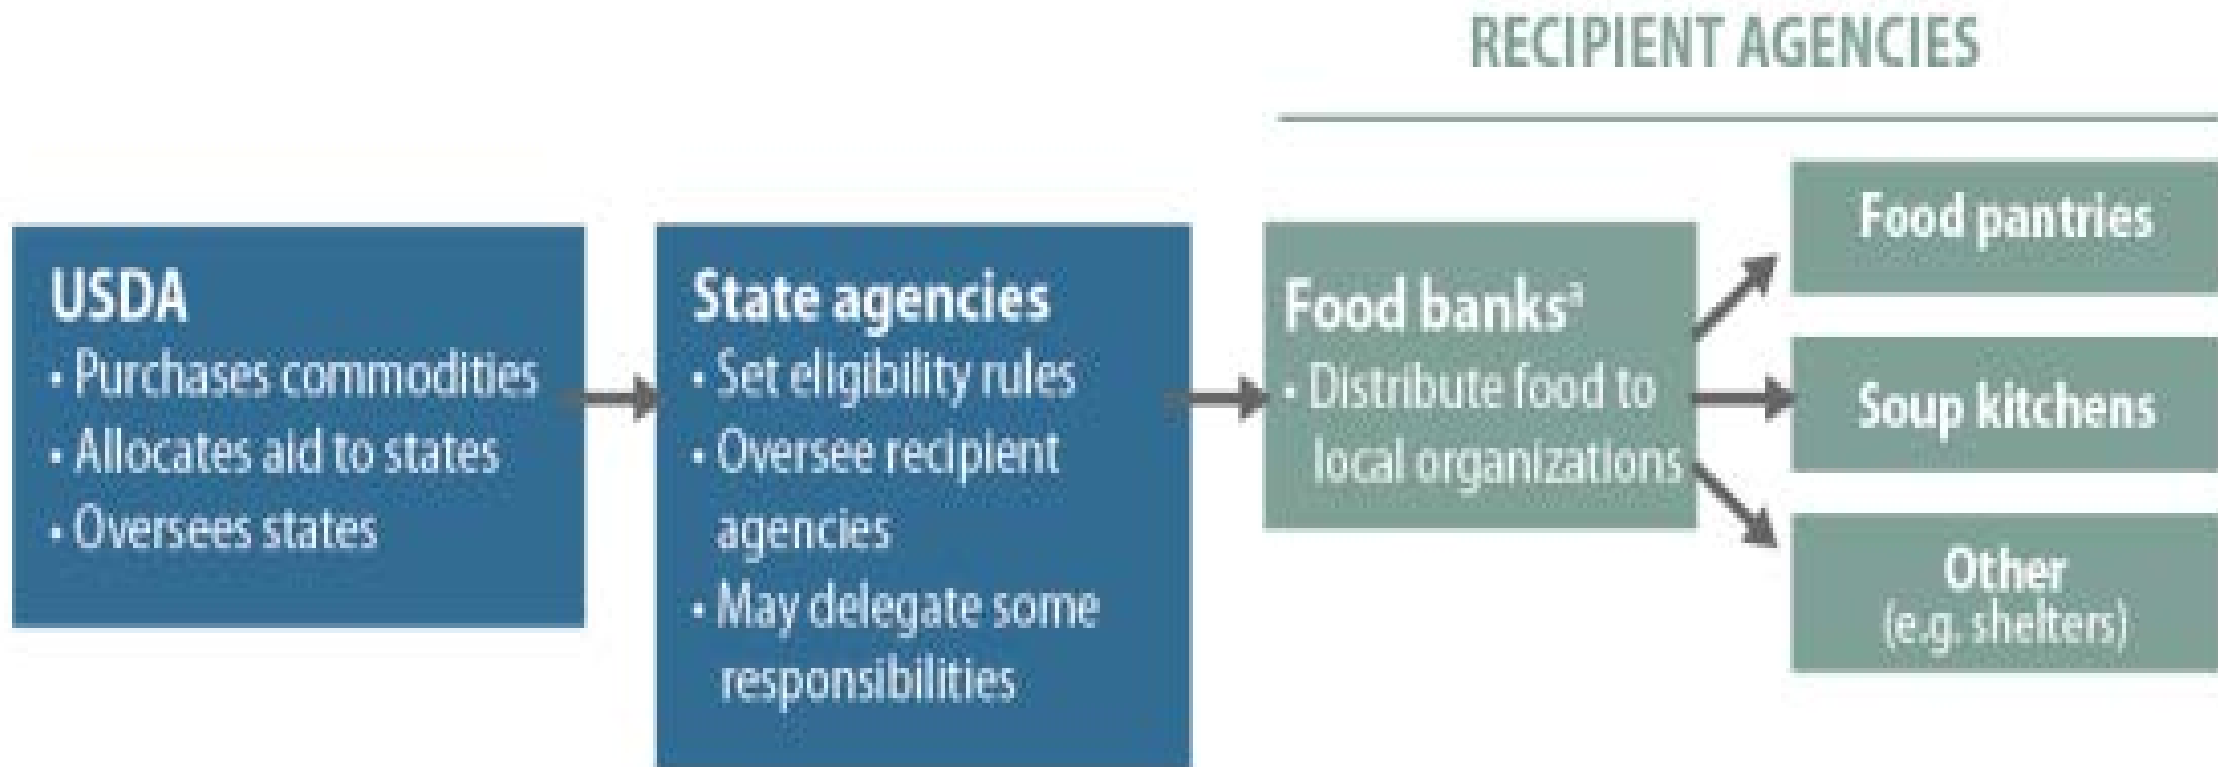 RECIPIENT AGENCIES
USDA
• Purchases commodities
• Allocates aid to states
• Oversees states
State agencies
• Set eligibility rules
• Oversee recipient
agencies
• May delegate some
responsibilities
Food banksᵃ
• Distribute food to
local organizations
Food pantries
Soup kitchens
Other
(e.g. shelters)